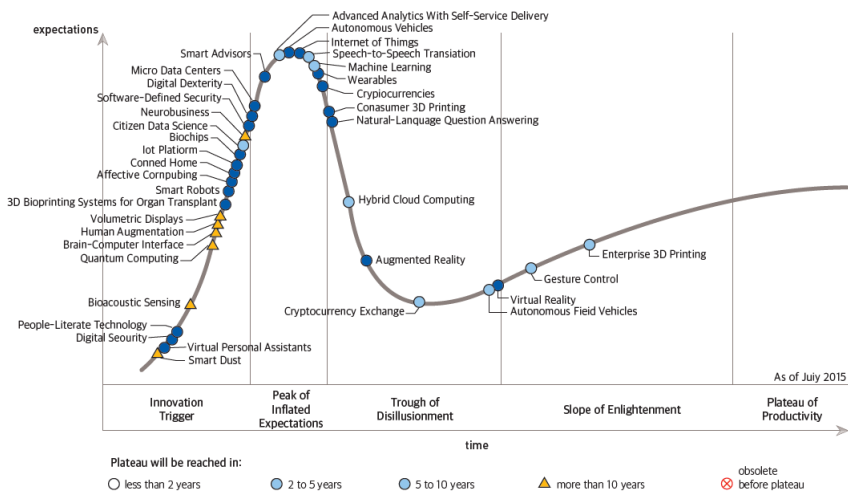 expectations
Advanced Analytics With Self-Service Delivery
Autonomous Vehicles
Internet of Things
Speech-to-Speech Transiation
Machine Learning
Wearables
Cryptocurrencies
Conasumer 3D Printing
Natural-Lanquage Question Answering
Smart Advisors
Micro Data Centers
Digital Dexterity
Software-Defined Security
Neurobusiness
Citizen Data Science
Biochips
Iot Platiorm
Conned Home
Affective Cornpubing
Smart Robots
3D Bioprinting Systems for Organ Transplant
Volumetric Displays
Human Augmentation
Brain-Computer Interface
Quantum Computing
Bioacoustic Sensing
People-Literate Technology
Digital Seourity
Virtual Personal Assistants
Smart Dust
Hybrid Cloud Computing
Augmented Reality
Cryptocurrency Exchange
Enterprise 3D Printing
Gesture Control
Virtual Reality
Autonomous Fieid Vehicles
As of Juiy 2015
Innovation
Trigger
Peak of
Inflated
Expectations
Trough of
Disillusionment
Slope of Enlightenment
Plateau of
Productivity
time
Plateau will be reached in:
less than 2 years
2 to 5 years
5 to 10 years
more than 10 years
obsolete
before plateau